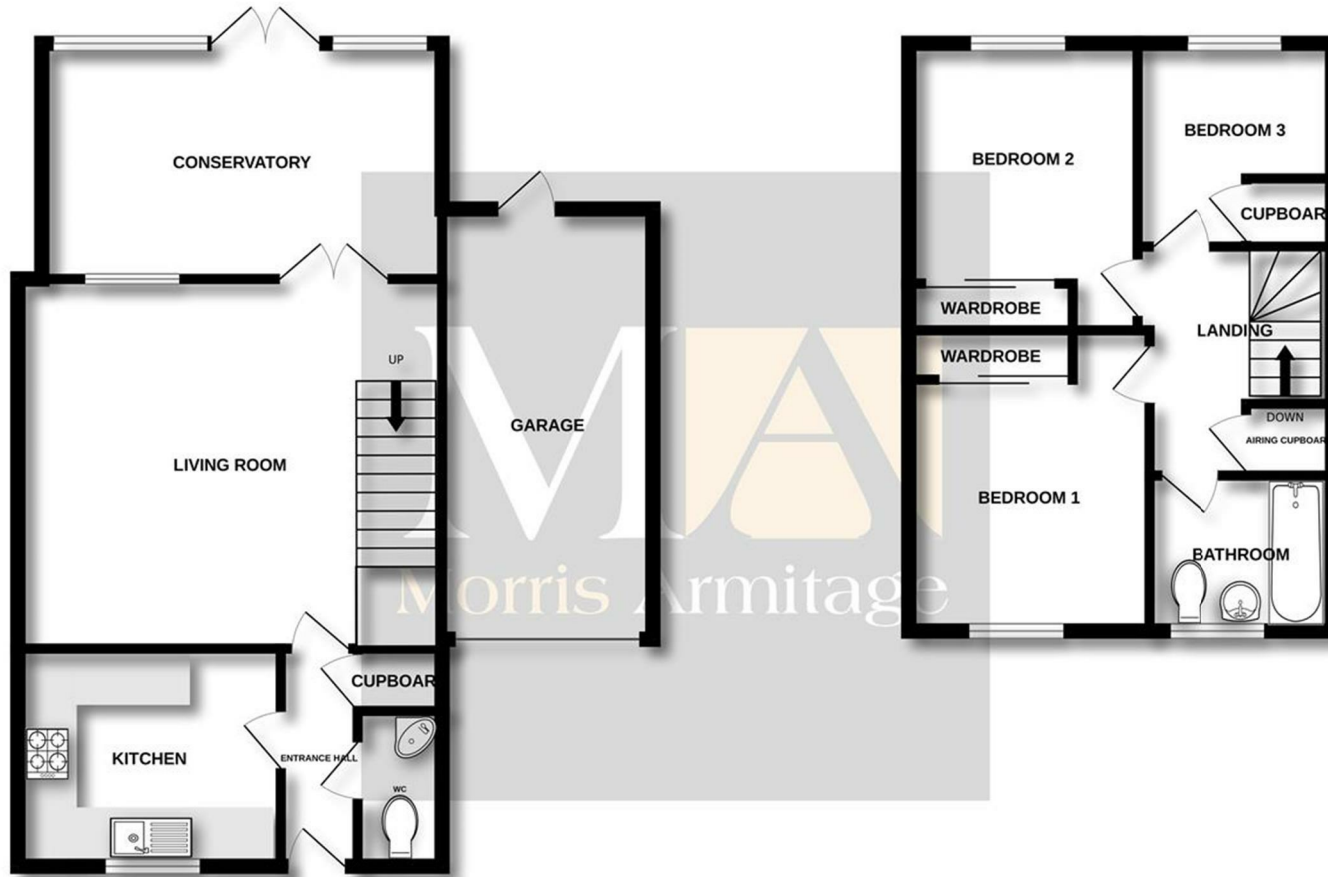 CONSERVATORY
UP
LIVING ROOM
GARAGE
CUPBOAR
KITCHEN
ENTRANCE HALL
WC
BEDROOM 2
BEDROOM 3
CUPBOAR
WARDROBE
LANDING
WARDROBE
DOWN
AIRING CUPBOAR
BEDROOM 1
BATHROOM
MA
Morris Armitage